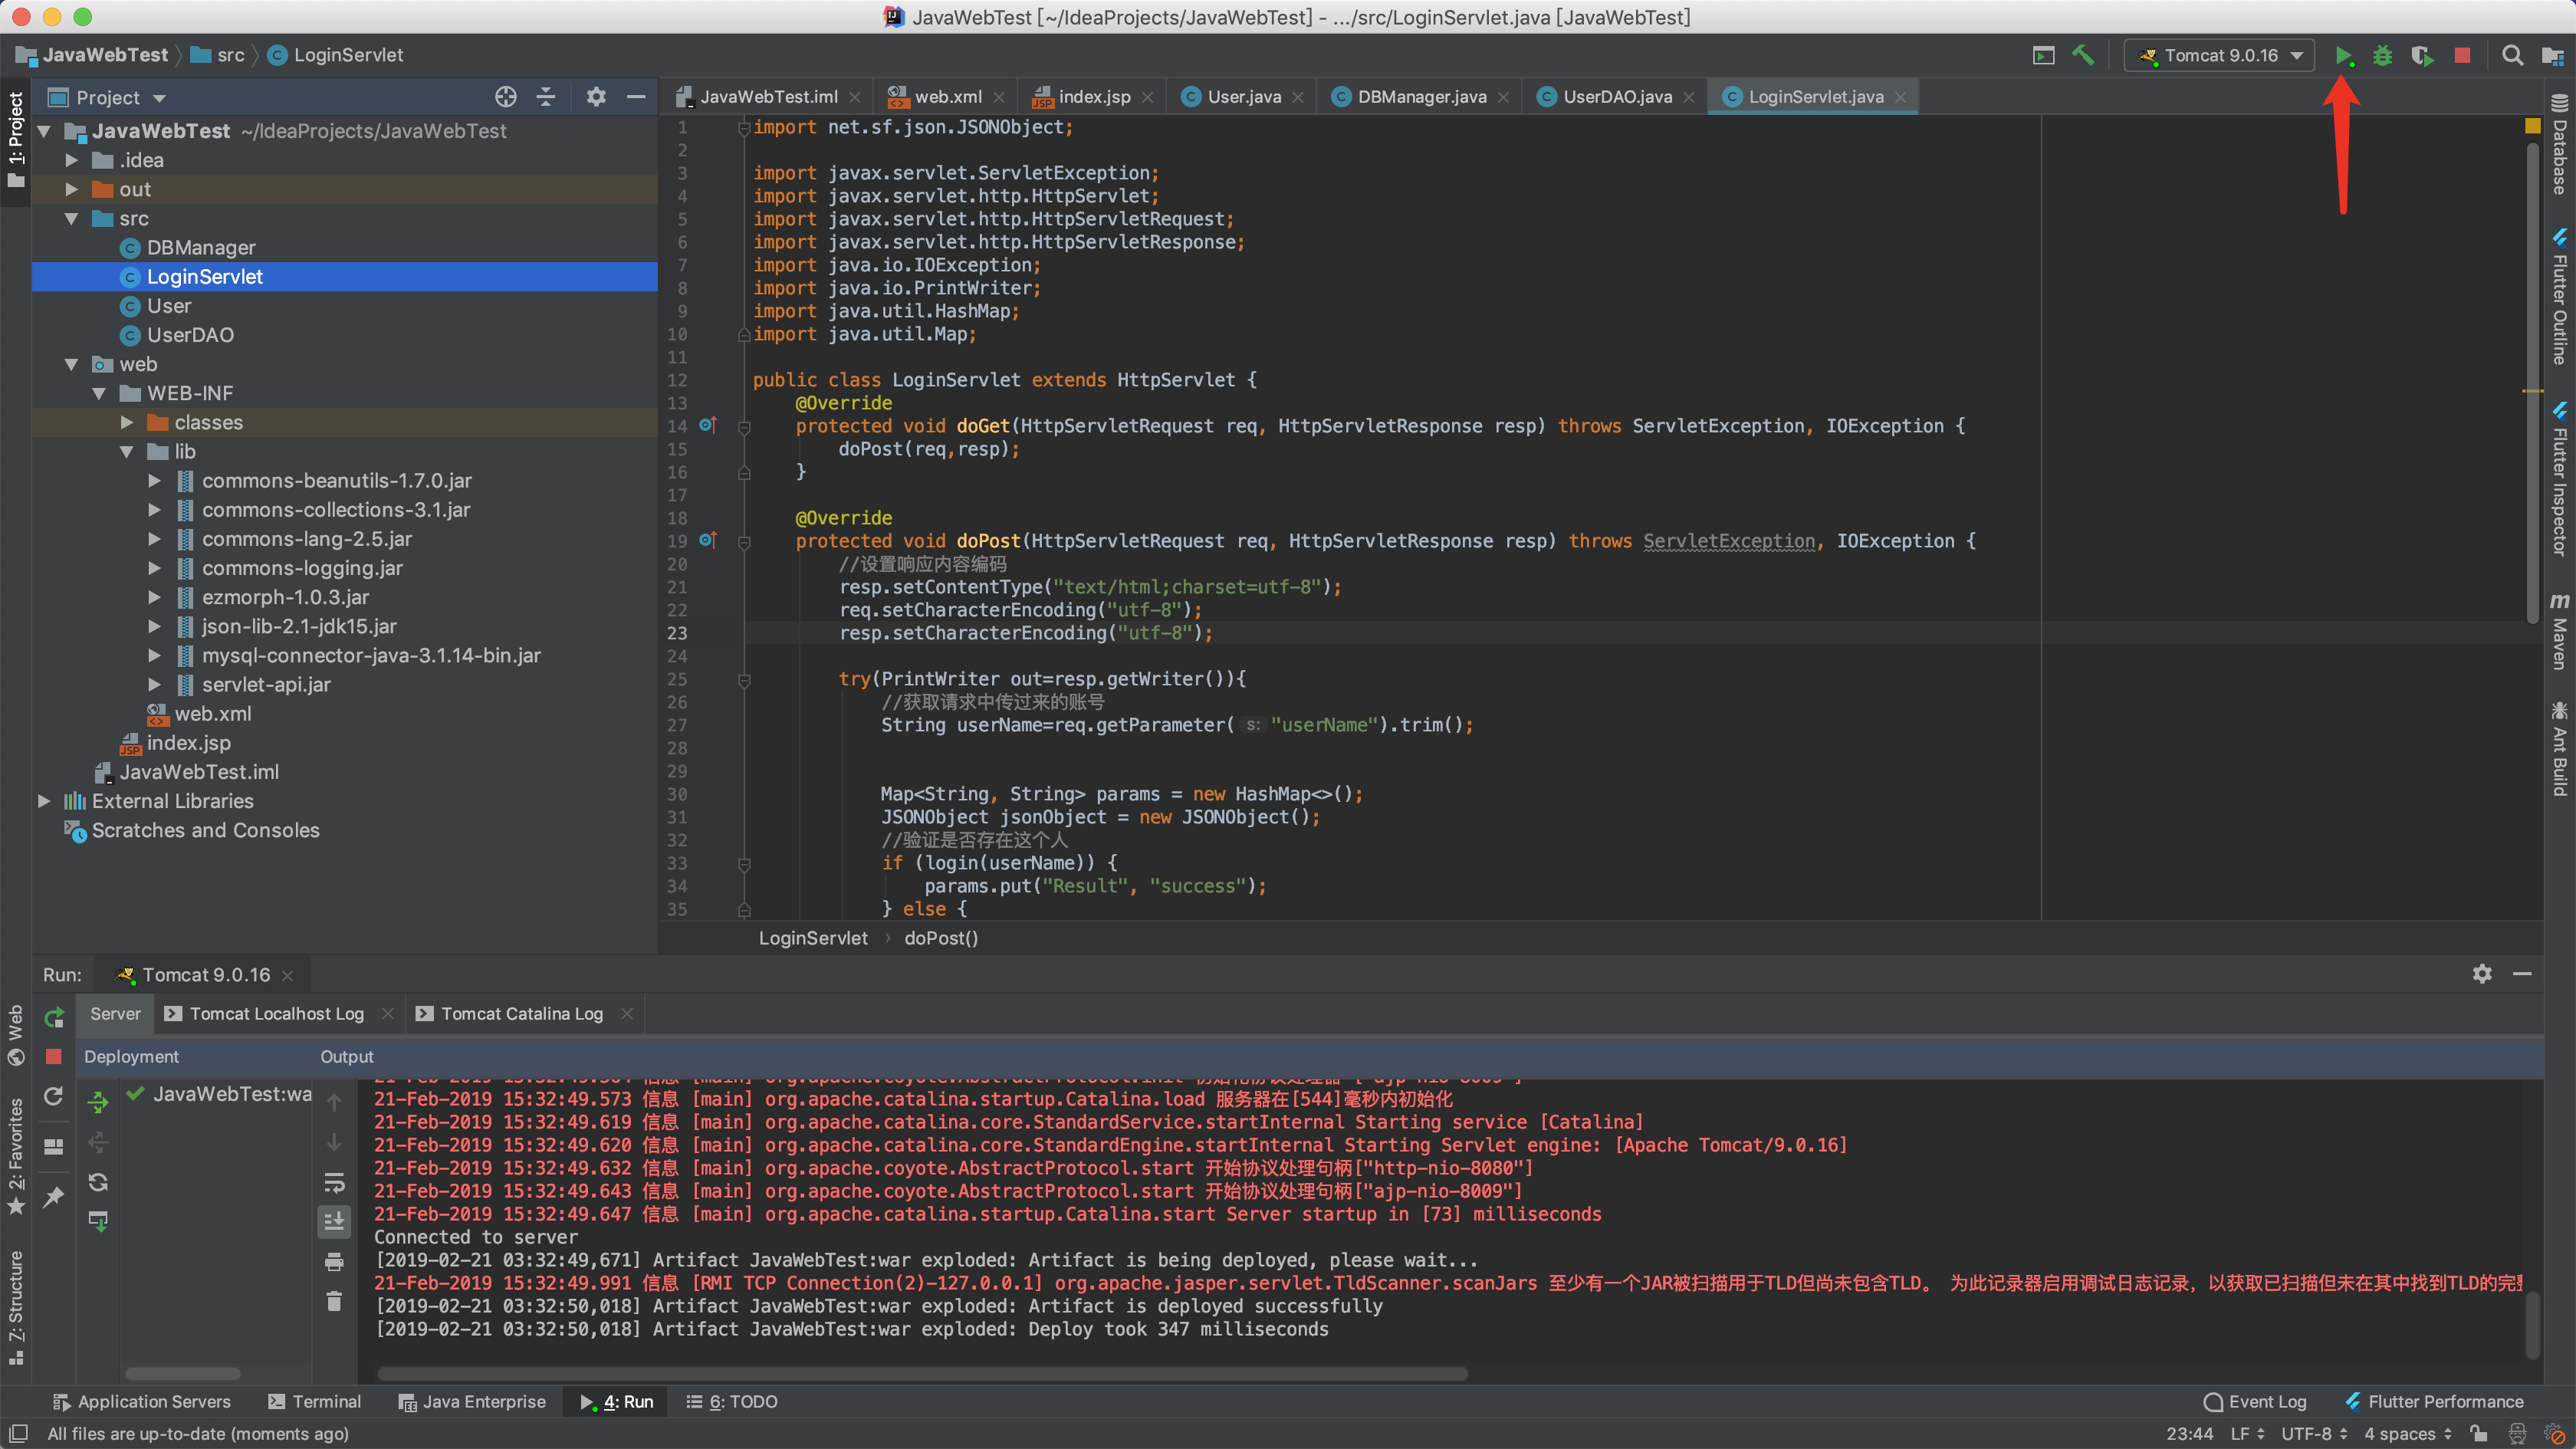 JavaWebTest [~/IdeaProjects/JavaWebTest] - .../src/LoginServlet.java [JavaWebTest]
JavaWebTest
src
LoginServlet
Tomcat 9.0.16
Project
JavaWebTest.iml
web.xml
index.jsp
User.java
DBManager.java
UserDAO.java
LoginServlet.java
1: Project
JavaWebTest ~/IdeaProjects/JavaWebTest
.idea
out
src
DBManager
LoginServlet
User
UserDAO
web
WEB-INF
classes
lib
commons-beanutils-1.7.0.jar
commons-collections-3.1.jar
commons-lang-2.5.jar
commons-logging.jar
ezmorph-1.0.3.jar
json-lib-2.1-jdk15.jar
mysql-connector-java-3.1.14-bin.jar
servlet-api.jar
web.xml
index.jsp
JavaWebTest.iml
External Libraries
Scratches and Consoles
1 import net.sf.json.JSONObject;
2
3 import javax.servlet.ServletException;
4 import javax.servlet.http.HttpServlet;
5 import javax.servlet.http.HttpServletRequest;
6 import javax.servlet.http.HttpServletResponse;
7 import java.io.IOException;
8 import java.io.PrintWriter;
9 import java.util.HashMap;
10 import java.util.Map;
11
12 public class LoginServlet extends HttpServlet {
13 @Override
14 protected void doGet(HttpServletRequest req, HttpServletResponse resp) throws ServletException, IOException {
15 doPost(req,resp);
16 }
17
18 @Override
19 protected void doPost(HttpServletRequest req, HttpServletResponse resp) throws ServletException, IOException {
20 //设置响应内容编码
21 resp.setContentType("text/html;charset=utf-8");
22 req.setCharacterEncoding("utf-8");
23 resp.setCharacterEncoding("utf-8");
24
25 try(PrintWriter out=resp.getWriter()){
26 //获取请求中传过来的账号
27 String userName=req.getParameter( s: "userName").trim();
28
29
30 Map<String, String> params = new HashMap<>();
31 JSONObject jsonObject = new JSONObject();
32 //验证是否存在这个人
33 if (login(userName)) {
34 params.put("Result", "success");
35 } else {
LoginServlet › doPost()
Database
Flutter Outline
Flutter Inspector
m Maven
Ant Build
Run: Tomcat 9.0.16
Server
Tomcat Localhost Log
Tomcat Catalina Log
Deployment
Output
JavaWebTest:wa
21-Feb-2019 15:32:49.573 信息 [main] org.apache.catalina.startup.Catalina.load 服务器在[544]毫秒内初始化
21-Feb-2019 15:32:49.619 信息 [main] org.apache.catalina.core.StandardService.startInternal Starting service [Catalina]
21-Feb-2019 15:32:49.620 信息 [main] org.apache.catalina.core.StandardEngine.startInternal Starting Servlet engine: [Apache Tomcat/9.0.16]
21-Feb-2019 15:32:49.632 信息 [main] org.apache.coyote.AbstractProtocol.start 开始协议处理句柄["http-nio-8080"]
21-Feb-2019 15:32:49.643 信息 [main] org.apache.coyote.AbstractProtocol.start 开始协议处理句柄["ajp-nio-8009"]
21-Feb-2019 15:32:49.647 信息 [main] org.apache.catalina.startup.Catalina.start Server startup in [73] milliseconds
Connected to server
[2019-02-21 03:32:49,671] Artifact JavaWebTest:war exploded: Artifact is being deployed, please wait...
21-Feb-2019 15:32:49.991 信息 [RMI TCP Connection(2)-127.0.0.1] org.apache.jasper.servlet.TldScanner.scanJars 至少有一个JAR被扫描用于TLD但尚未包含TLD。 为此记录器启用调试日志记录，以获取已扫描但未在其中找到TLD的完
[2019-02-21 03:32:50,018] Artifact JavaWebTest:war exploded: Artifact is deployed successfully
[2019-02-21 03:32:50,018] Artifact JavaWebTest:war exploded: Deploy took 347 milliseconds
Web
2: Favorites
7: Structure
Application Servers
Terminal
Java Enterprise
4: Run
6: TODO
Event Log
Flutter Performance
All files are up-to-date (moments ago)
23:44 LF UTF-8 4 spaces